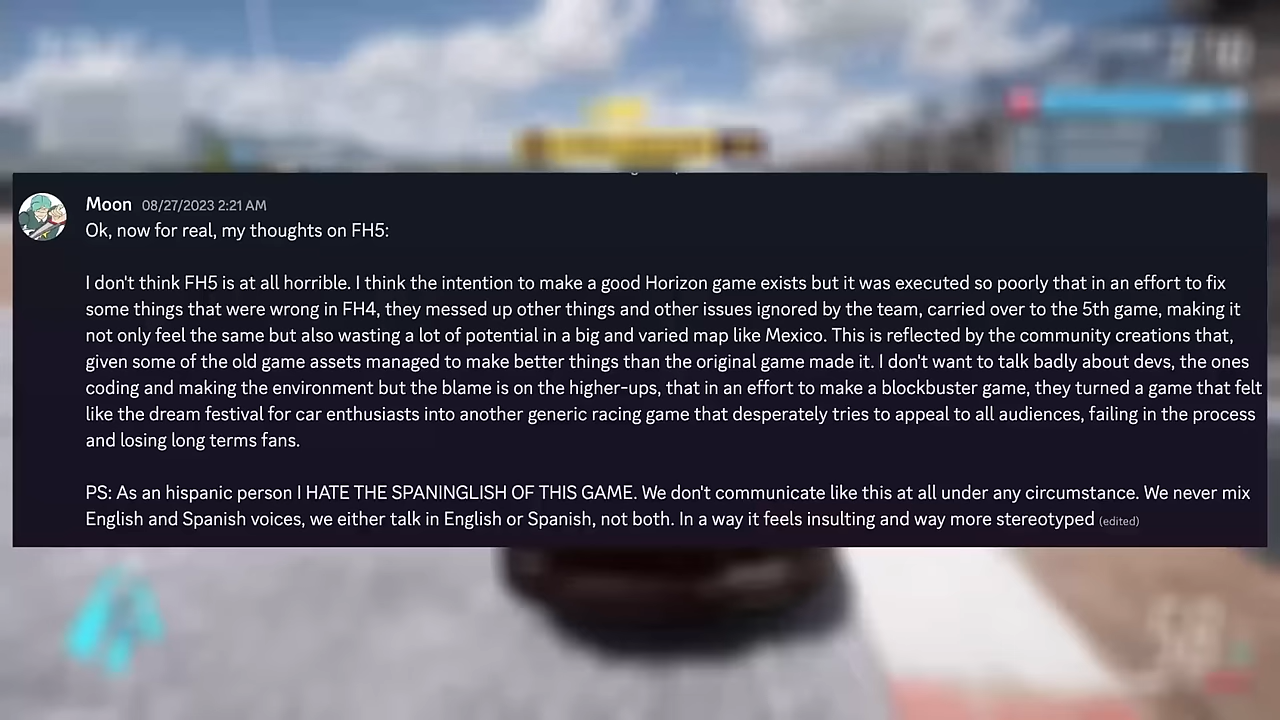 Moon 08/27/2023 2:21 AM
Ok, now for real, my thoughts on FH5:
I don't think FH5 is at all horrible. I think the intention to make a good Horizon game exists but it was executed so poorly that in an effort to fix
some things that were wrong in FH4, they messed up other things and other issues ignored by the team, carried over to the 5th game, making it
not only feel the same but also wasting a lot of potential in a big and varied map like Mexico. This is reflected by the community creations that,
given some of the old game assets managed to make better things than the original game made it. I don't want to talk badly about devs, the ones
coding and making the environment but the blame is on the higher-ups, that in an effort to make a blockbuster game, they turned a game that felt
like the dream festival for car enthusiasts into another generic racing game that desperately tries to appeal to all audiences, failing in the process
and losing long terms fans.
PS: As an hispanic person I HATE THE SPANINGLISH OF THIS GAME. We don't communicate like this at all under any circumstance. We never mix
English and Spanish voices, we either talk in English or Spanish, not both. In a way it feels insulting and way more stereotyped (edited)